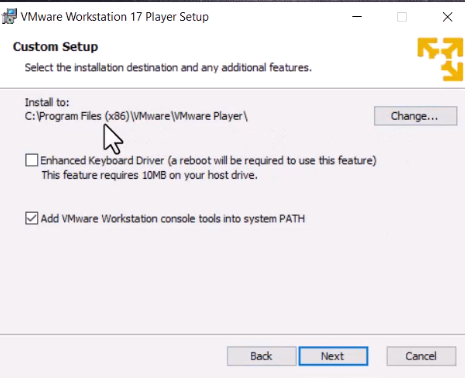 VMware Workstation 17 Player Setup
Custom Setup
Select the installation destination and any additional features.
Install to:
C:\Program Files (x86)\VMware\VMware Player\
Change...
Enhanced Keyboard Driver (a reboot will be required to use this feature)
This feature requires 10MB on your host drive.
Add VMware Workstation console tools into system PATH
Back
Next
Cancel